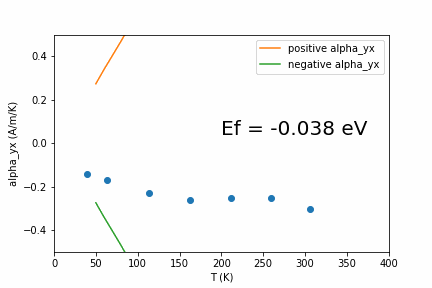 0.4
0.2
0.0
−0.2
−0.4
alpha_yx (A/m/K)
positive alpha_yx
negative alpha_yx
Ef = -0.038 eV
0 50 100 150 200 250 300 350 400
T (K)